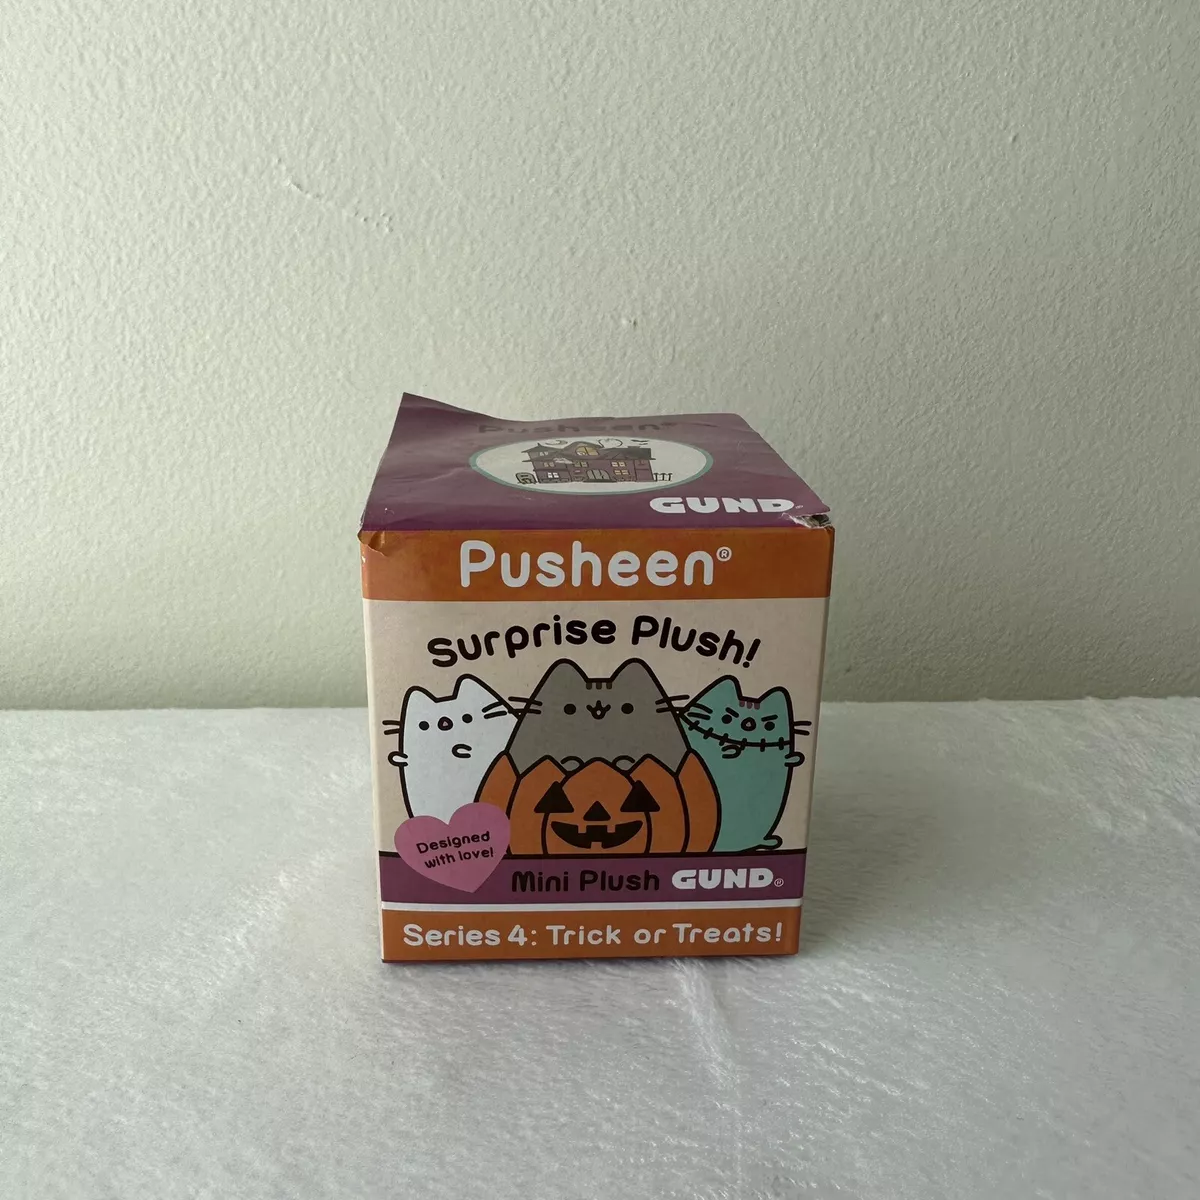 Pusheen®
GUND®
Pusheen®
Surprise Plush!
Designed
with love!
Mini Plush GUND®
Series 4: Trick or Treats!